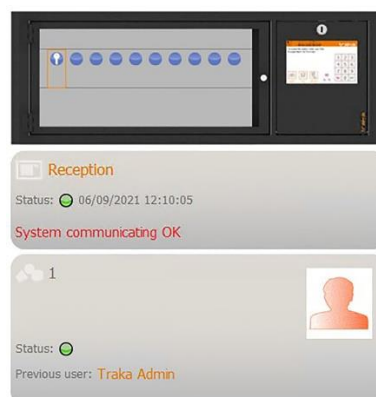 Reception
Status: 06/09/2021 12:10:05
System communicating OK
1
Status:
Previous user: Traka Admin